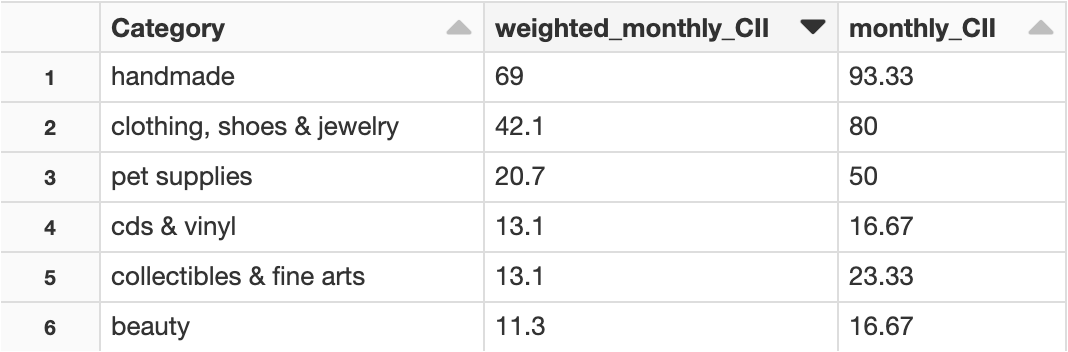 Category weighted_monthly_CII monthly_CII
1 handmade 69 93.33
2 clothing, shoes & jewelry 42.1 80
3 pet supplies 20.7 50
4 cds & vinyl 13.1 16.67
5 collectibles & fine arts 13.1 23.33
6 beauty 11.3 16.67